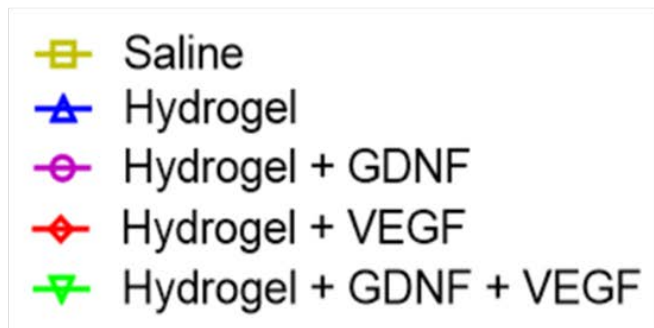 Saline
Hydrogel
Hydrogel + GDNF
Hydrogel + VEGF
Hydrogel + GDNF + VEGF